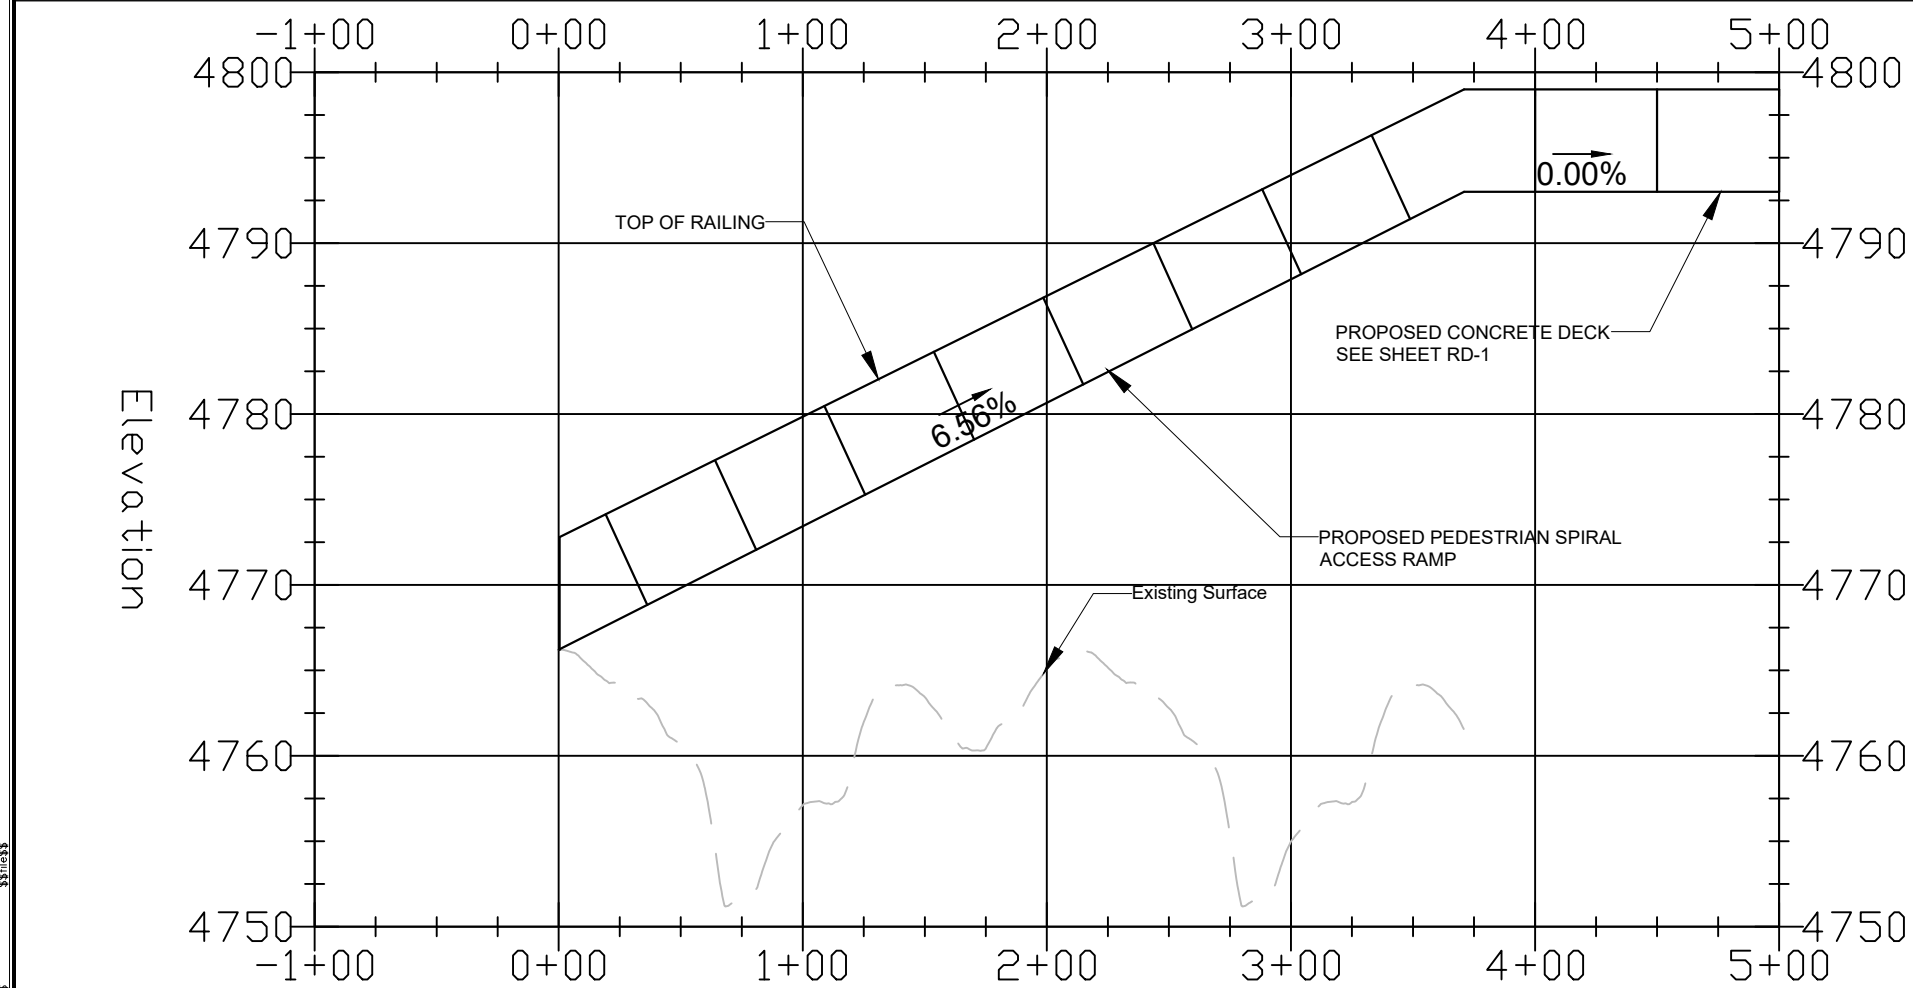 -1+00 0+00 1+00 2+00 3+00 4+00 5+00
4800 4800
0.00%
TOP OF RAILING
4790 4790
PROPOSED CONCRETE DECK
SEE SHEET RD-1
Elevation
4780 4780
6.56%
PROPOSED PEDESTRIAN SPIRAL
ACCESS RAMP
4770 4770
Existing Surface
4760 4760
$$file$$
4750 4750
-1+00 0+00 1+00 2+00 3+00 4+00 5+00